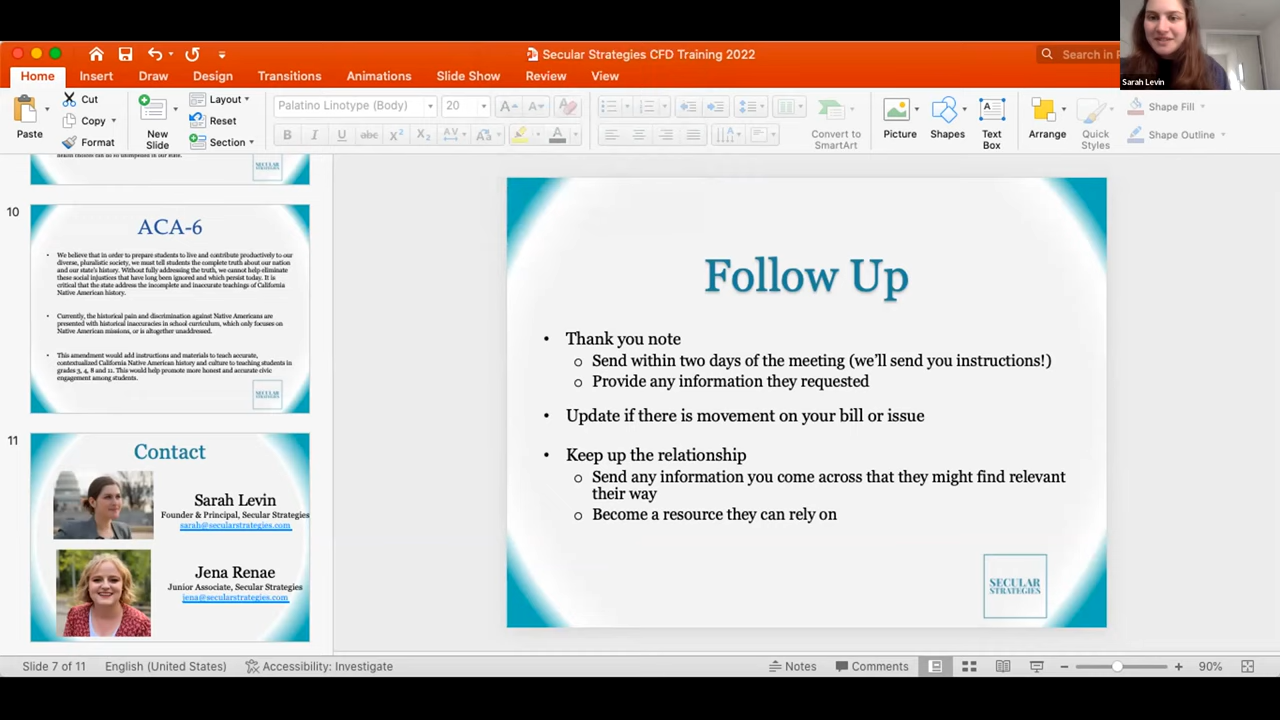 Secular Strategies CFD Training 2022
Search in
Sarah Levin
Home Insert Draw Design Transitions Animations Slide Show Review View
Paste
Cut
Copy
Format
New
Slide
Layout
Reset
Section
Palatino Linotype (Body) 20
Convert to
SmartArt
Picture
Shapes
Text
Box
Arrange
Quick
Styles
Shape Fill
Shape Outline
SECULAR
STRATEGIES
10
ACA-6
• We believe that in order to prepare students to live and contribute productively to our
diverse, pluralistic society, we must tell students the complete truth about our nation
and our state's history. Without fully addressing the truth, we cannot help eliminate
these social injustices that have long been ignored and which persist today. It is
critical that the state address the incomplete and inaccurate teachings of California
Native American history.
• Currently, the historical pain and discrimination against Native Americans are
presented with historical inaccuracies in school curriculum, which only focuses on
Native American missions, or is altogether unaddressed.
• This amendment would add instructions and materials to teach accurate,
contextualized California Native American history and culture to teaching students in
grades 3, 4, 8 and 11. This would help promote more honest and accurate civic
engagement among students.
SECULAR
STRATEGIES
11
Contact
Sarah Levin
Founder & Principal, Secular Strategies
sarah@secularstrategies.com
Jena Renae
Junior Associate, Secular Strategies
jena@secularstrategies.com
Follow Up
• Thank you note
o Send within two days of the meeting (we'll send you instructions!)
o Provide any information they requested
• Update if there is movement on your bill or issue
• Keep up the relationship
o Send any information you come across that they might find relevant
their way
o Become a resource they can rely on
SECULAR
STRATEGIES
Slide 7 of 11 English (United States) Accessibility: Investigate Notes Comments 90%